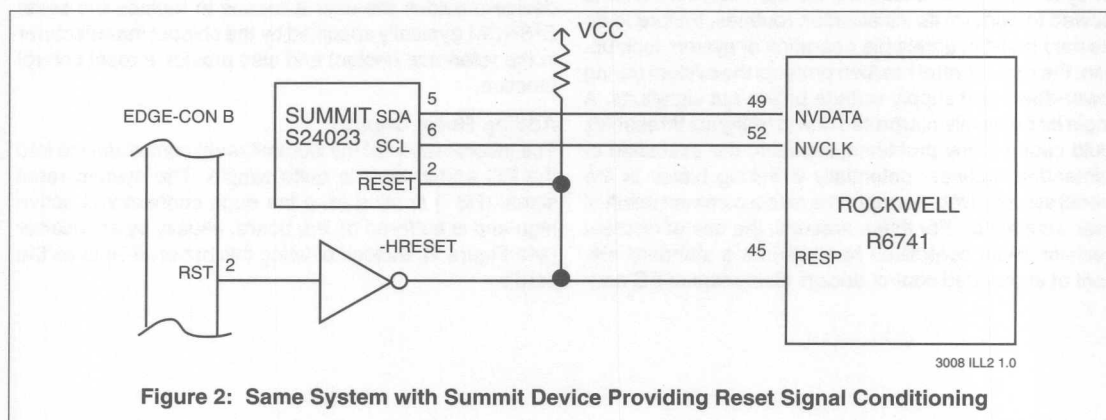 VCC
SUMMIT SDA 5
S24023 SCL 6
RESET 2
EDGE-CON B
RST 2
-HRESET
49 NVDATA
52 NVCLK
ROCKWELL
R6741
45 RESP
3008 ILL2 1.0
Figure 2: Same System with Summit Device Providing Reset Signal Conditioning